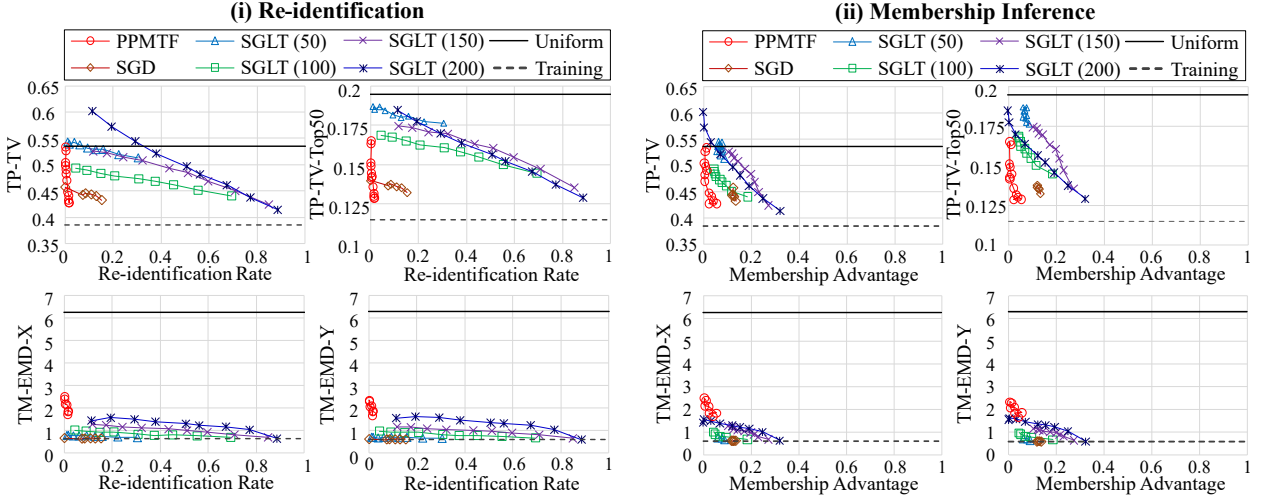 (i) Re-identification
PPMTF SGLT (50) SGLT (150) Uniform
SGD SGLT (100) SGLT (200) Training
TP-TV
0.65
0.6
0.55
0.5
0.45
0.4
0.35
0 0.2 0.4 0.6 0.8 1
Re-identification Rate
TP-TV-Top50
0.2
0.175
0.15
0.125
0.1
0 0.2 0.4 0.6 0.8 1
Re-identification Rate
TM-EMD-X
7
6
5
4
3
2
1
0
0 0.2 0.4 0.6 0.8 1
Re-identification Rate
TM-EMD-Y
7
6
5
4
3
2
1
0
0 0.2 0.4 0.6 0.8 1
Re-identification Rate
(ii) Membership Inference
PPMTF SGLT (50) SGLT (150) Uniform
SGD SGLT (100) SGLT (200) Training
TP-TV
0.65
0.6
0.55
0.5
0.45
0.4
0.35
0 0.2 0.4 0.6 0.8 1
Membership Advantage
TP-TV-Top50
0.2
0.175
0.15
0.125
0.1
0 0.2 0.4 0.6 0.8 1
Membership Advantage
TM-EMD-X
7
6
5
4
3
2
1
0
0 0.2 0.4 0.6 0.8 1
Membership Advantage
TM-EMD-Y
7
6
5
4
3
2
1
0
0 0.2 0.4 0.6 0.8 1
Membership Advantage